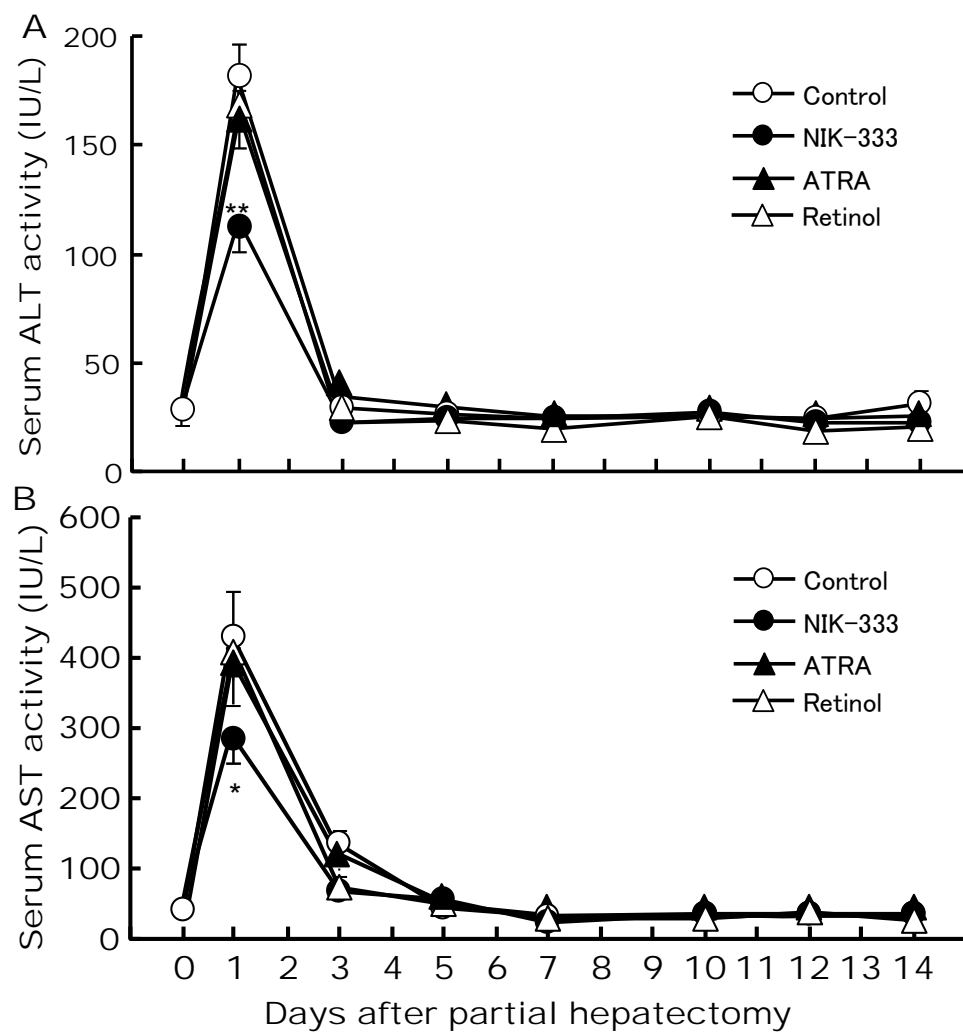 A
Serum ALT activity (IU/L)
200
150
100
50
0
**
Control
NIK-333
ATRA
Retinol
B
Serum AST activity (IU/L)
600
500
400
300
200
100
0
*
Control
NIK-333
ATRA
Retinol
0 1 2 3 4 5 6 7 8 9 10 11 12 13 14
Days after partial hepatectomy